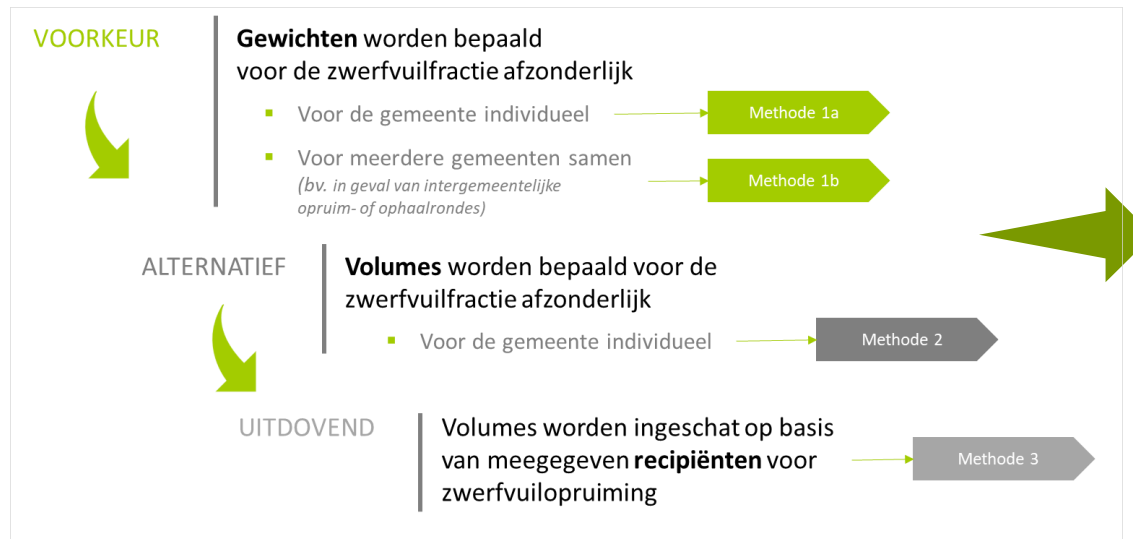 VOORKEUR
Gewichten worden bepaald
voor de zwerfvuilfractie afzonderlijk
▪ Voor de gemeente individueel
Methode 1a
▪ Voor meerdere gemeenten samen
(bv. in geval van intergemeentelijke
opruim- of ophaalrondes)
Methode 1b
ALTERNATIEF
Volumes worden bepaald voor de
zwerfvuilfractie afzonderlijk
▪ Voor de gemeente individueel
Methode 2
UITDOVEND
Volumes worden ingeschat op basis
van meegegeven recipiënten voor
zwerfvuilopruiming
Methode 3